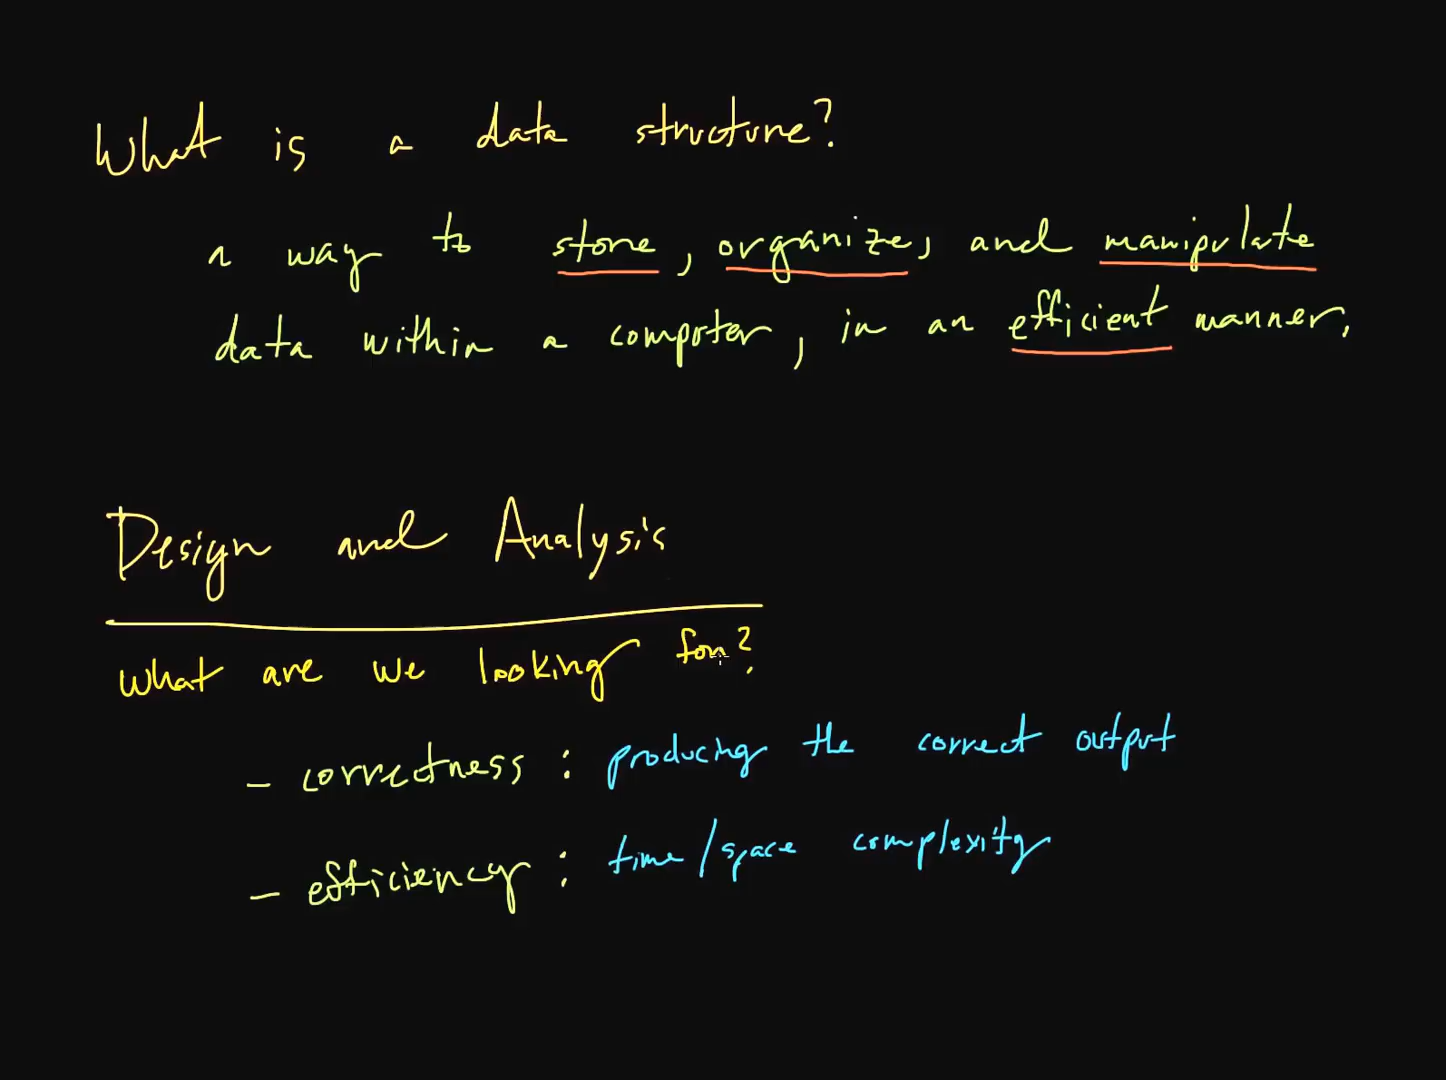 What is a data structure?
a way to store, organize, and manipulate
data within a computer, in an efficient manner.
Design and Analysis
What are we looking for?
- correctness : producing the correct output
- efficiency : time/space complexity